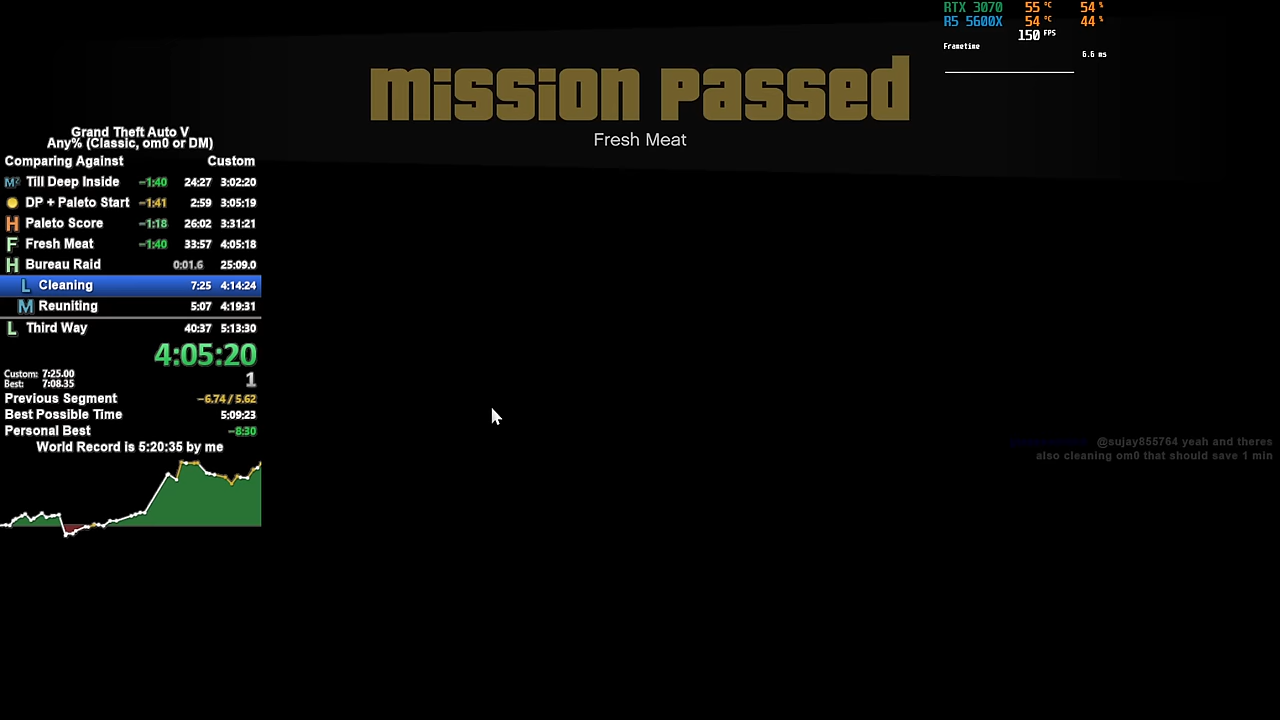 RTX 3070 55 °C 54 %
R5 5600X 54 °C 44 %
150 FPS
Frametime
6.6 ms
mission passed
Fresh Meat
Grand Theft Auto V
Any% (Classic, om0 or DM)
Comparing Against Custom
M² Till Deep Inside −1:40 24:27 3:02:20
DP + Paleto Start −1:41 2:59 3:05:19
H Paleto Score −1:18 26:02 3:31:21
F Fresh Meat −1:40 33:57 4:05:18
H Bureau Raid 0:01.6 25:09.0
L Cleaning 7:25 4:14:24
M Reuniting 5:07 4:19:31
L Third Way 40:37 5:13:30
4:05:20
Custom: 7:25.00
Best: 7:08.35
1
Previous Segment −6.74 / 5.62
Best Possible Time 5:09:23
Personal Best −8:30
World Record is 5:20:35 by me
@sujay855764 yeah and theres
also cleaning om0 that should save 1 min